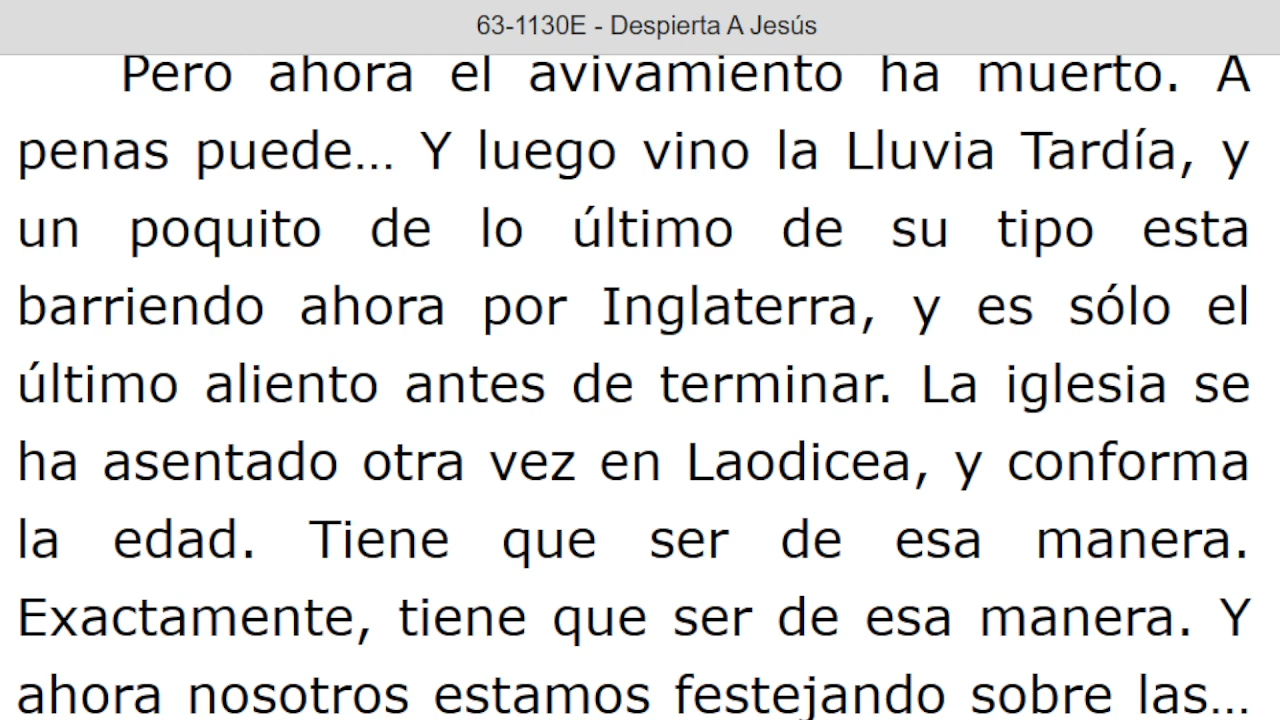 63-1130E - Despierta A Jesús
Pero ahora el avivamiento ha muerto. A
penas puede... Y luego vino la Lluvia Tardía, y
un poquito de lo último de su tipo esta
barriendo ahora por Inglaterra, y es sólo el
último aliento antes de terminar. La iglesia se
ha asentado otra vez en Laodicea, y conforma
la edad. Tiene que ser de esa manera.
Exactamente, tiene que ser de esa manera. Y
ahora nosotros estamos festejando sobre las...